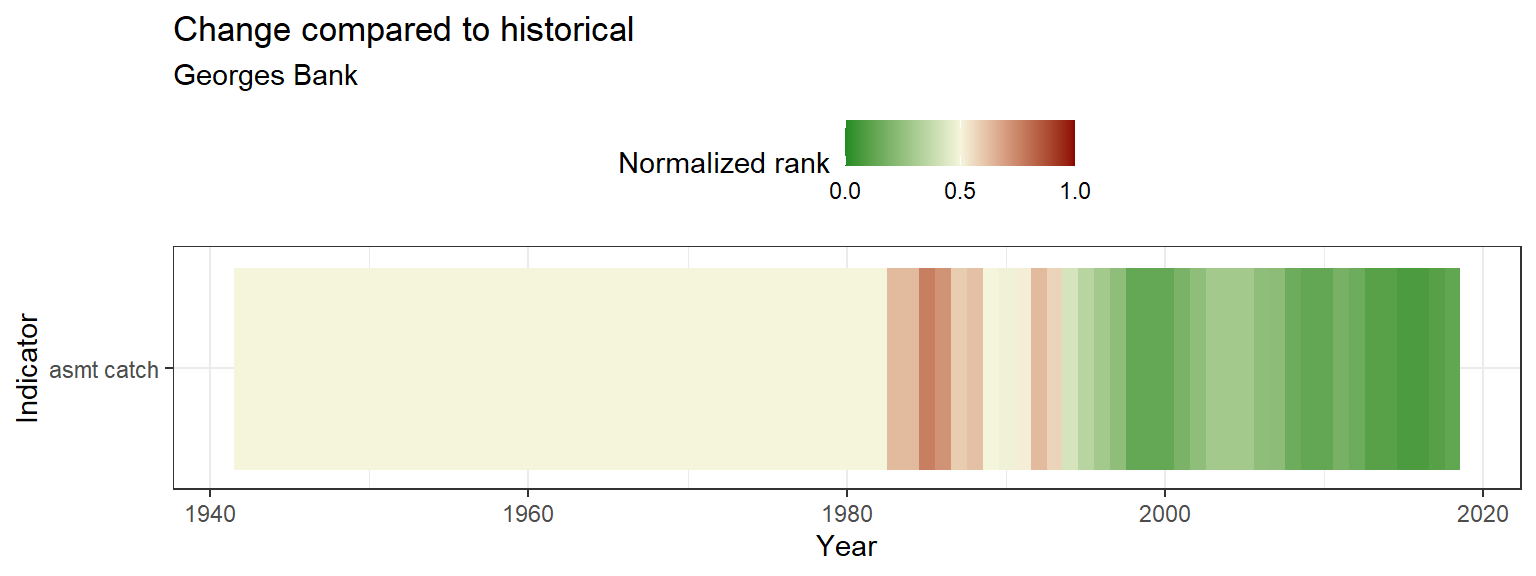 Change compared to historical
Georges Bank
Normalized rank
0.0 0.5 1.0
Indicator
asmt catch
1940 1960 1980 2000 2020
Year